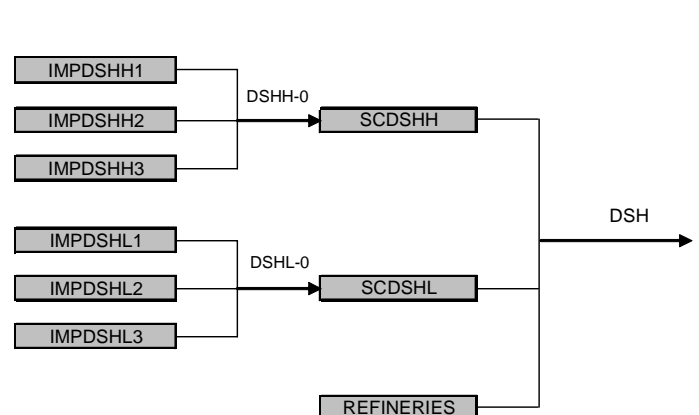 IMPDSHH1
DSHH-0
IMPDSHH2
SCDSHH
IMPDSHH3
DSH
IMPDSHL1
DSHL-0
IMPDSHL2
SCDSHL
IMPDSHL3
REFINERIES